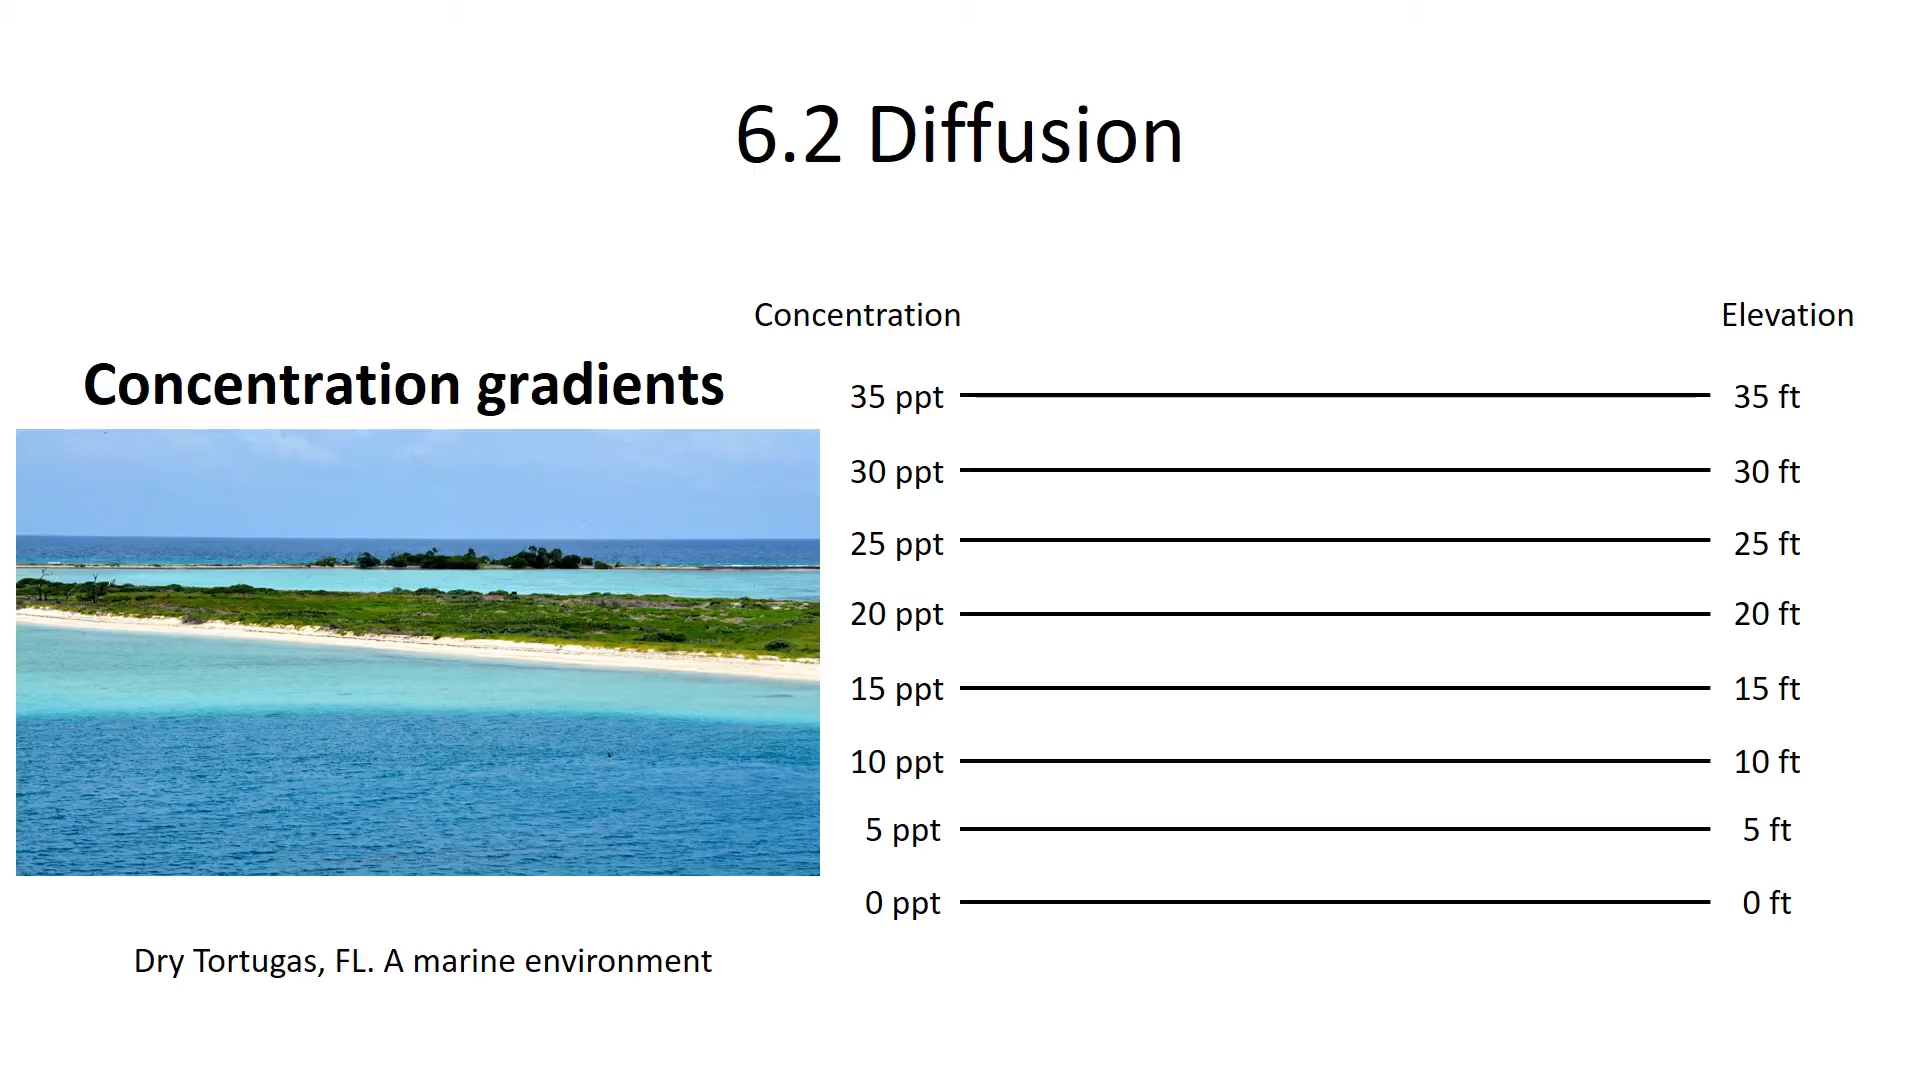 6.2 Diffusion
Concentration Elevation
Concentration gradients
35 ppt 35 ft
30 ppt 30 ft
25 ppt 25 ft
20 ppt 20 ft
15 ppt 15 ft
10 ppt 10 ft
5 ppt 5 ft
0 ppt 0 ft
Dry Tortugas, FL. A marine environment